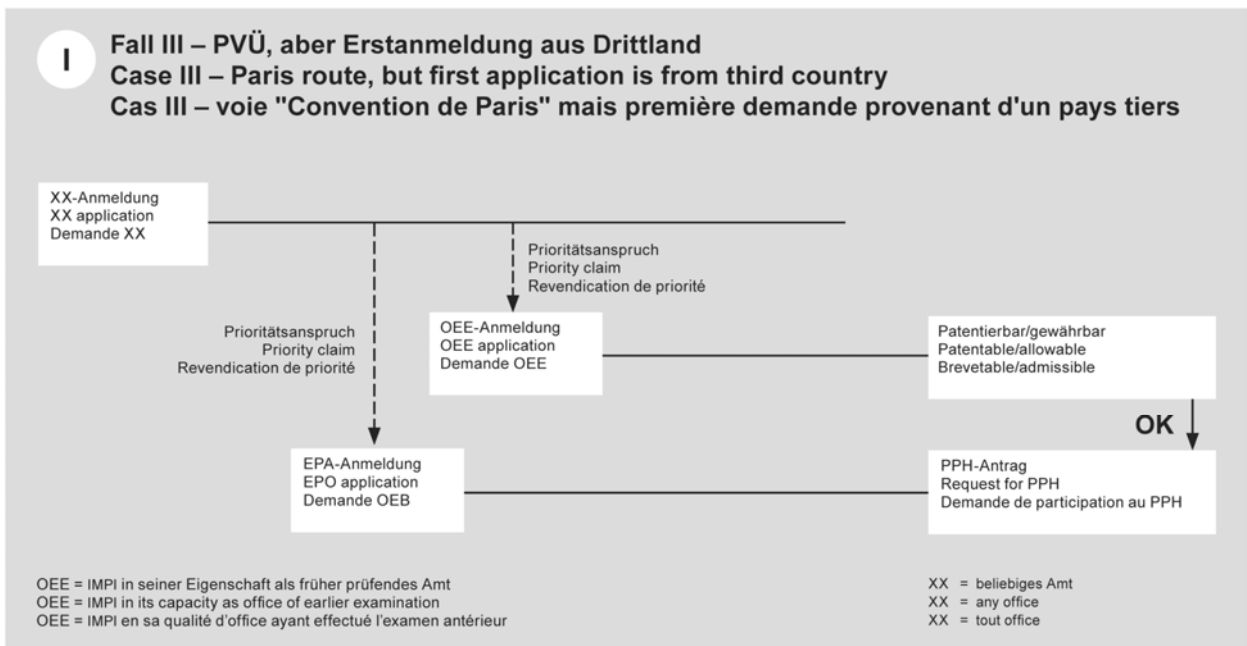 I
Fall III – PVÜ, aber Erstanmeldung aus Drittland
Case III – Paris route, but first application is from third country
Cas III – voie "Convention de Paris" mais première demande provenant d'un pays tiers
XX-Anmeldung
XX application
Demande XX
Prioritätsanspruch
Priority claim
Revendication de priorité
Prioritätsanspruch
Priority claim
Revendication de priorité
OEE-Anmeldung
OEE application
Demande OEE
Patentierbar/gewährbar
Patentable/allowable
Brevetable/admissible
OK
EPA-Anmeldung
EPO application
Demande OEB
PPH-Antrag
Request for PPH
Demande de participation au PPH
OEE = IMPI in seiner Eigenschaft als früher prüfendes Amt
OEE = IMPI in its capacity as office of earlier examination
OEE = IMPI en sa qualité d'office ayant effectué l'examen antérieur
XX = beliebiges Amt
XX = any office
XX = tout office